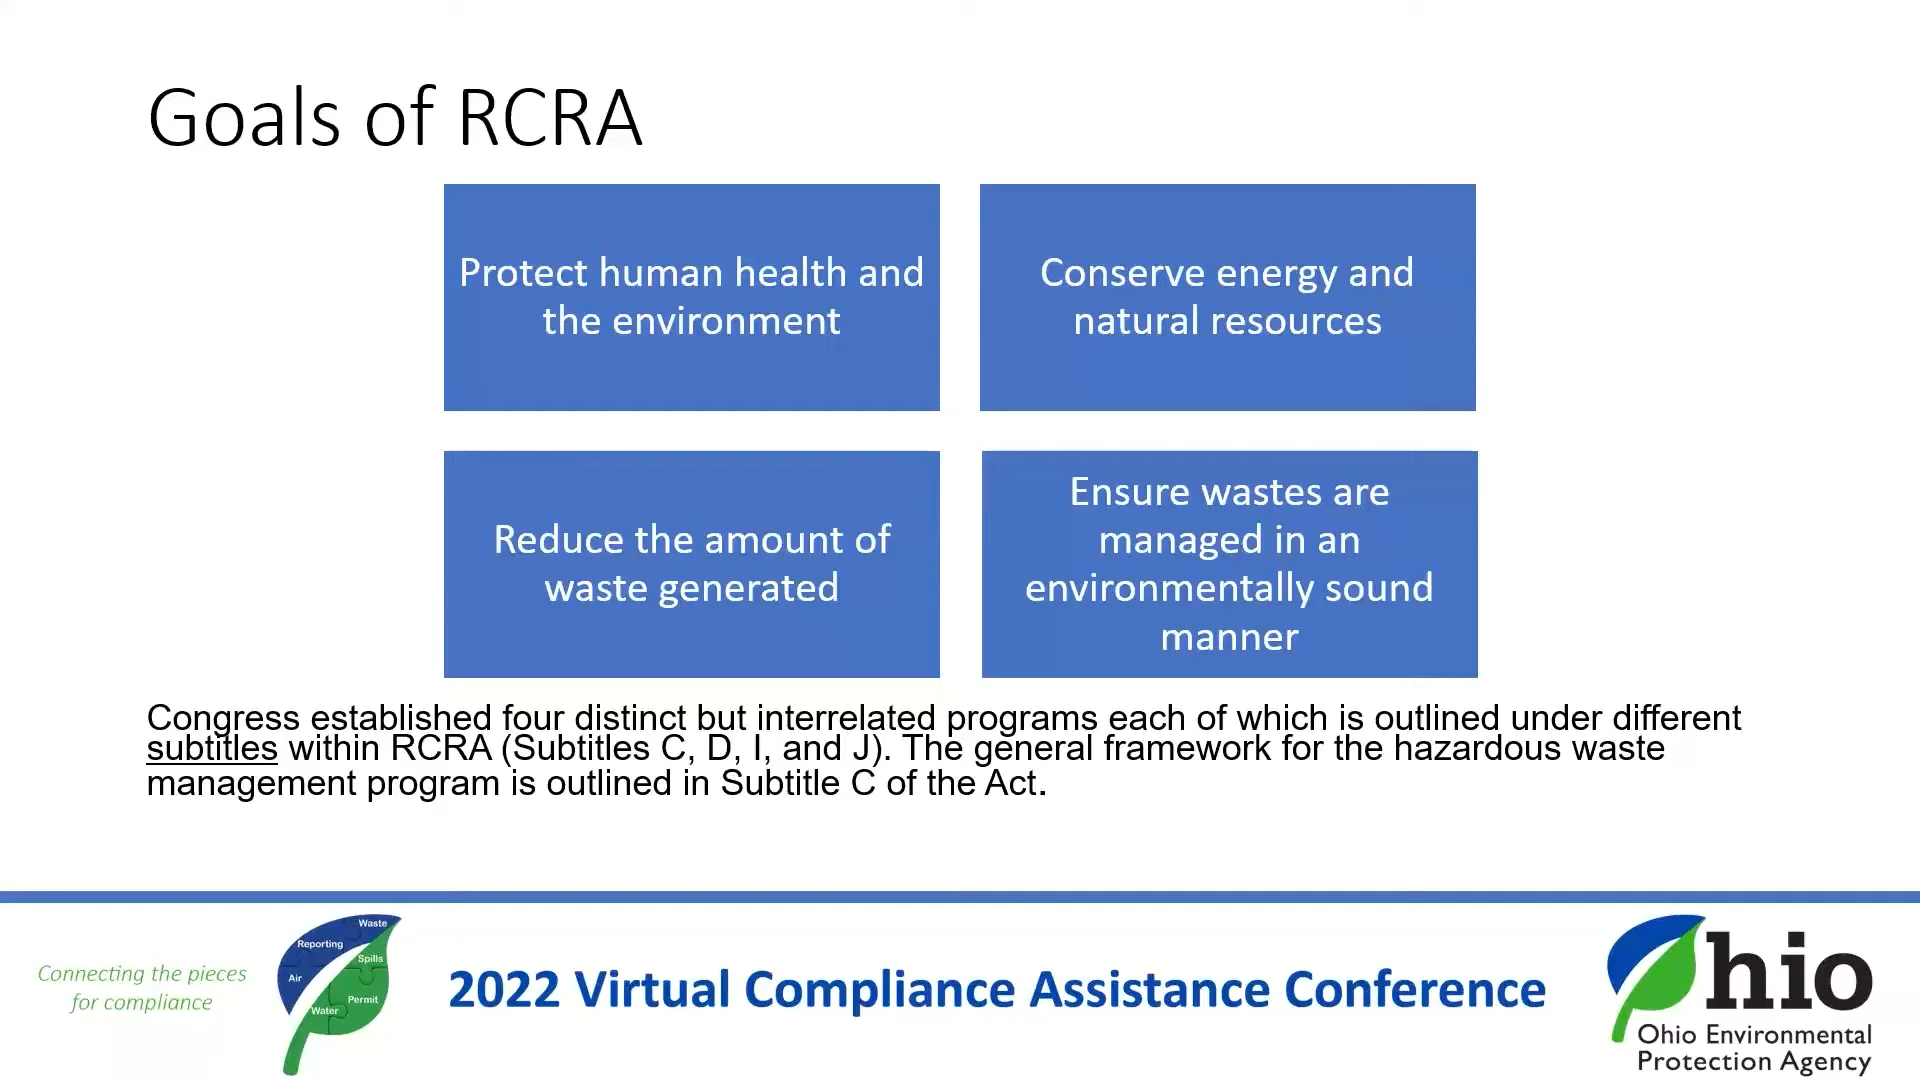 Goals of RCRA
Protect human health and
the environment
Conserve energy and
natural resources
Reduce the amount of
waste generated
Ensure wastes are
managed in an
environmentally sound
manner
Congress established four distinct but interrelated programs each of which is outlined under different
subtitles within RCRA (Subtitles C, D, I, and J). The general framework for the hazardous waste
management program is outlined in Subtitle C of the Act.
Connecting the pieces
for compliance
Waste
Reporting
Spills
Air
Permit
Water
2022 Virtual Compliance Assistance Conference
hio
Ohio Environmental
Protection Agency